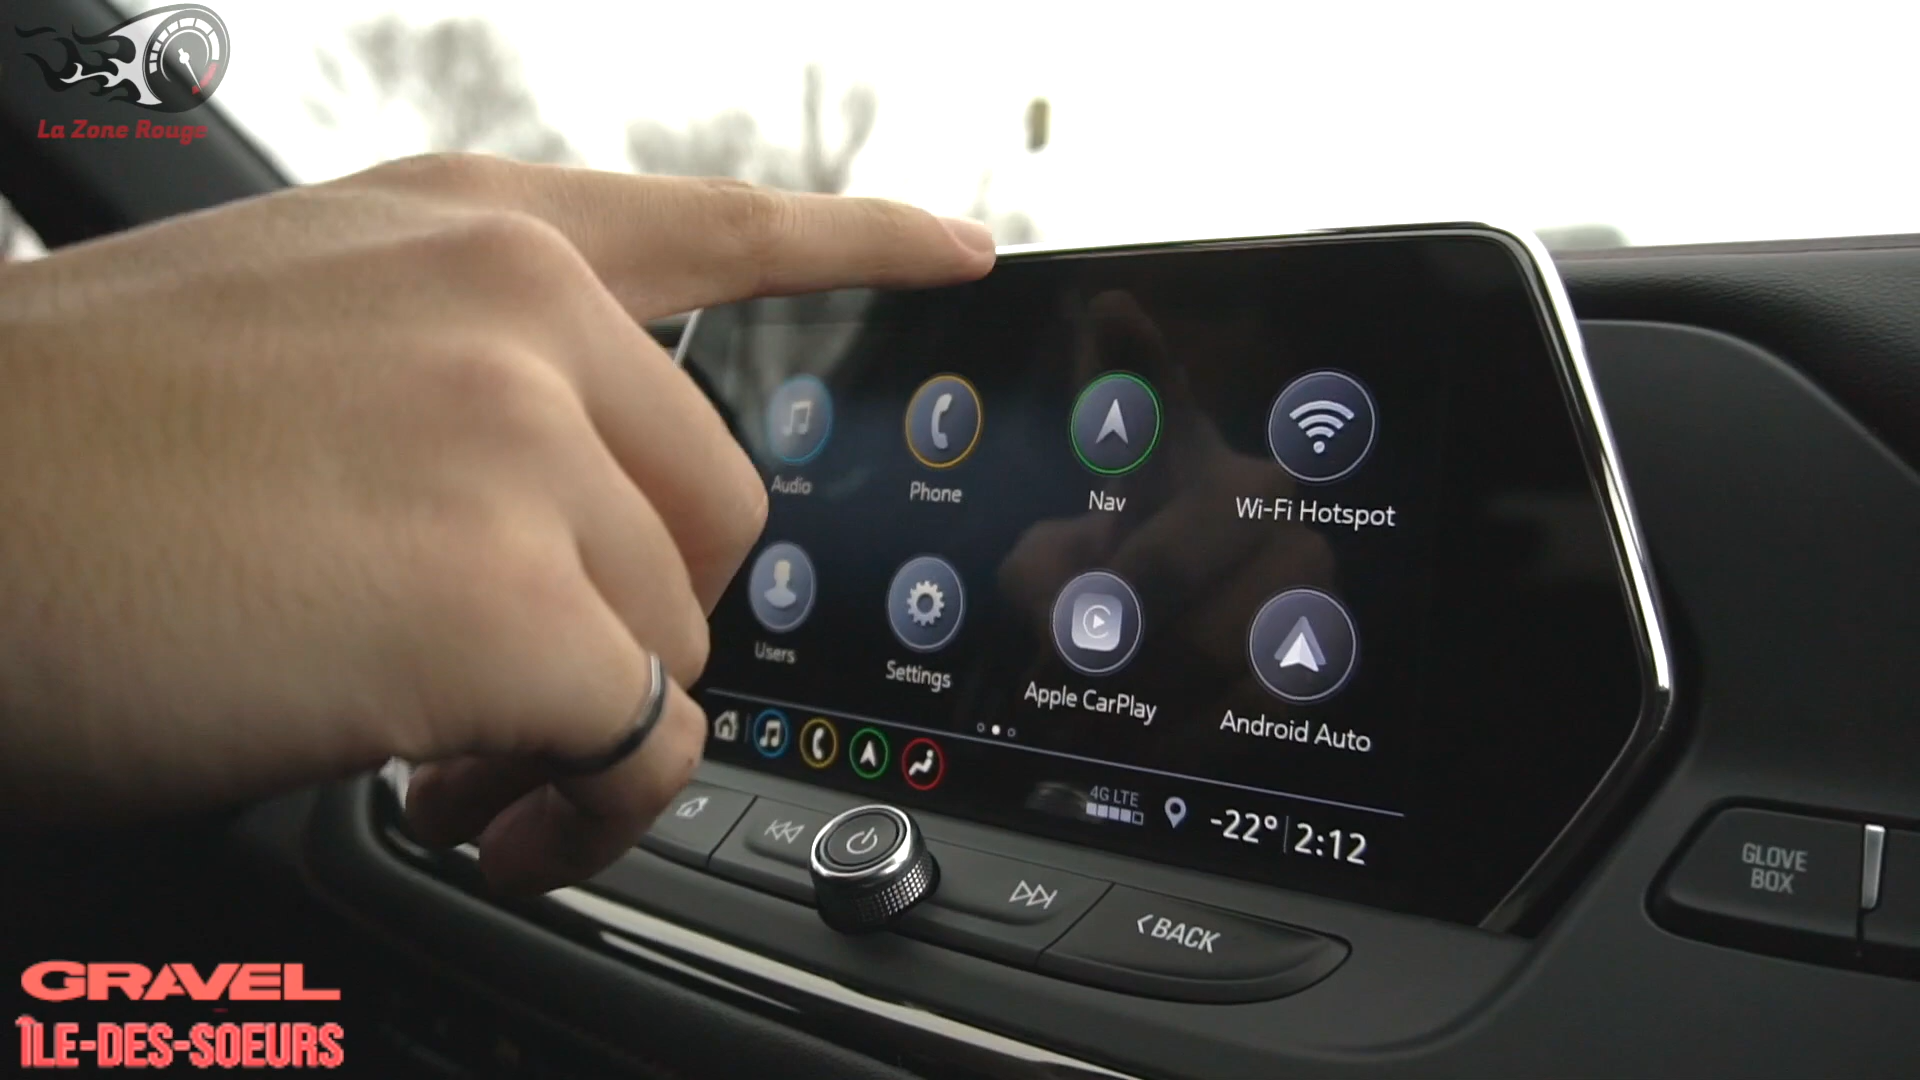 La Zone Rouge
Audio
Phone
Nav
Wi-Fi Hotspot
Users
Settings
Apple CarPlay
Android Auto
4G LTE
-22° 2:12
<BACK
GLOVE
BOX
GRAVEL
ÎLE-DES-SOEURS